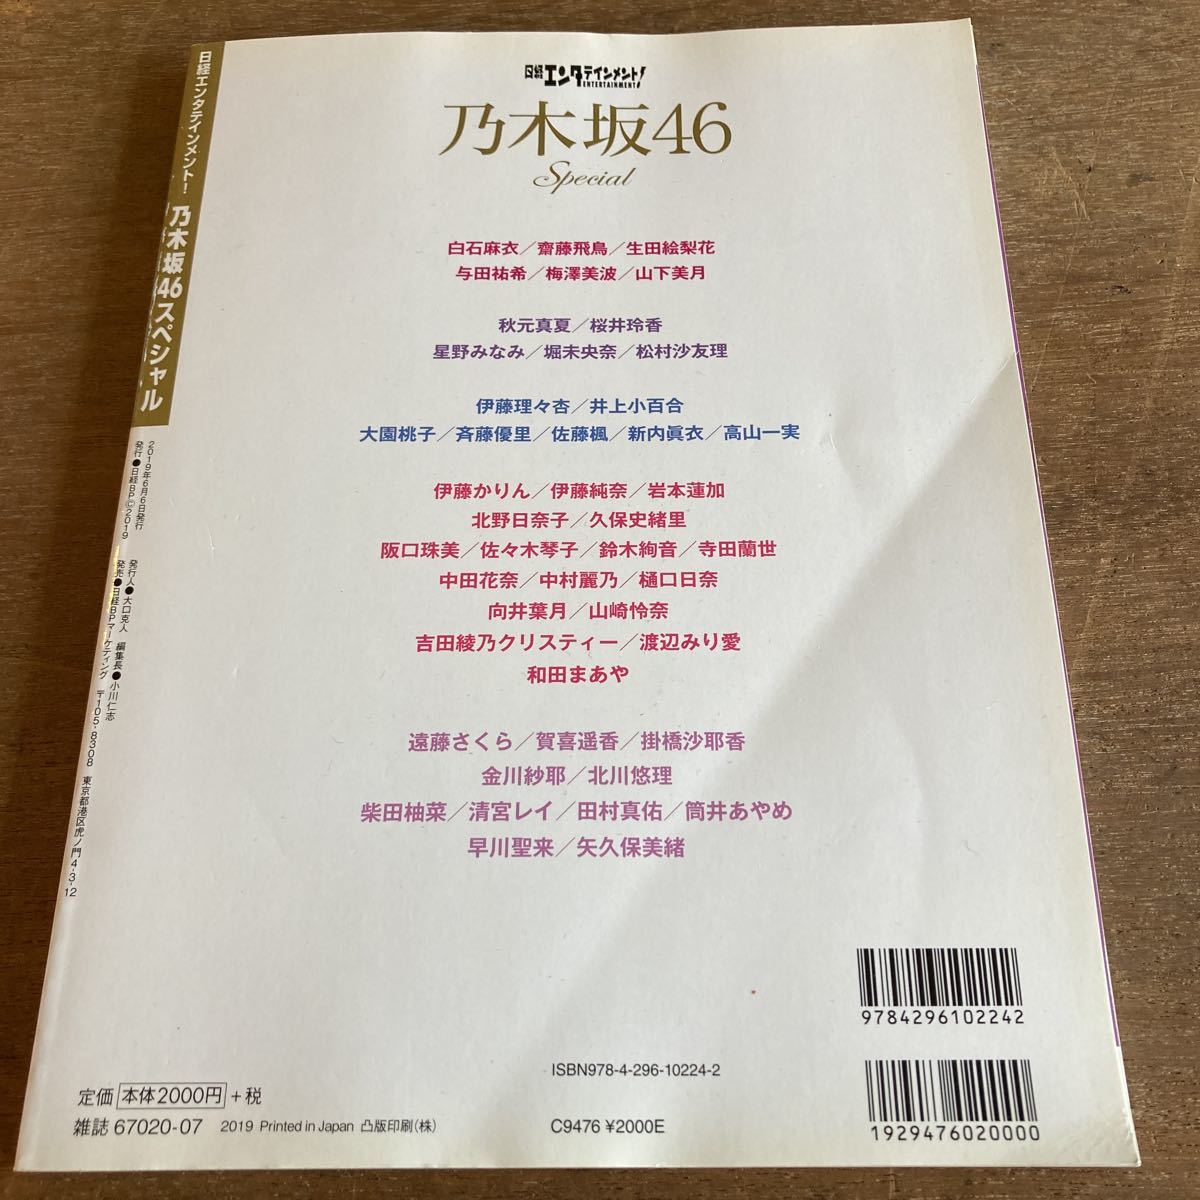 日経エンタテインメント!
ENTERTAINMENT!
乃木坂46
Special
白石麻衣／齋藤飛鳥／生田絵梨花
与田祐希／梅澤美波／山下美月
秋元真夏／桜井玲香
星野みなみ／堀未央奈／松村沙友理
伊藤理々杏／井上小百合
大園桃子／斉藤優里／佐藤楓／新内眞衣／高山一実
伊藤かりん／伊藤純奈／岩本蓮加
北野日奈子／久保史緒里
阪口珠美／佐々木琴子／鈴木絢音／寺田蘭世
中田花奈／中村麗乃／樋口日奈
向井葉月／山崎怜奈
吉田綾乃クリスティー／渡辺みり愛
和田まあや
遠藤さくら／賀喜遥香／掛橋沙耶香
金川紗耶／北川悠理
柴田柚菜／清宮レイ／田村真佑／筒井あやめ
早川聖来／矢久保美緒
9784296102242
ISBN978-4-296-10224-2
C9476 ¥2000E
1929476020000
定価 本体2000円 +税
雑誌 67020-07 2019 Printed in Japan 凸版印刷(株)
日経エンタテインメント! 乃木坂46スペシャル
2019年6月6日発行
発行●日経BP©2019
発行人●大口克人 編集長●小川仁志
発売●日経BPマーケティング 〒105-8308 東京都港区虎ノ門4-3-12